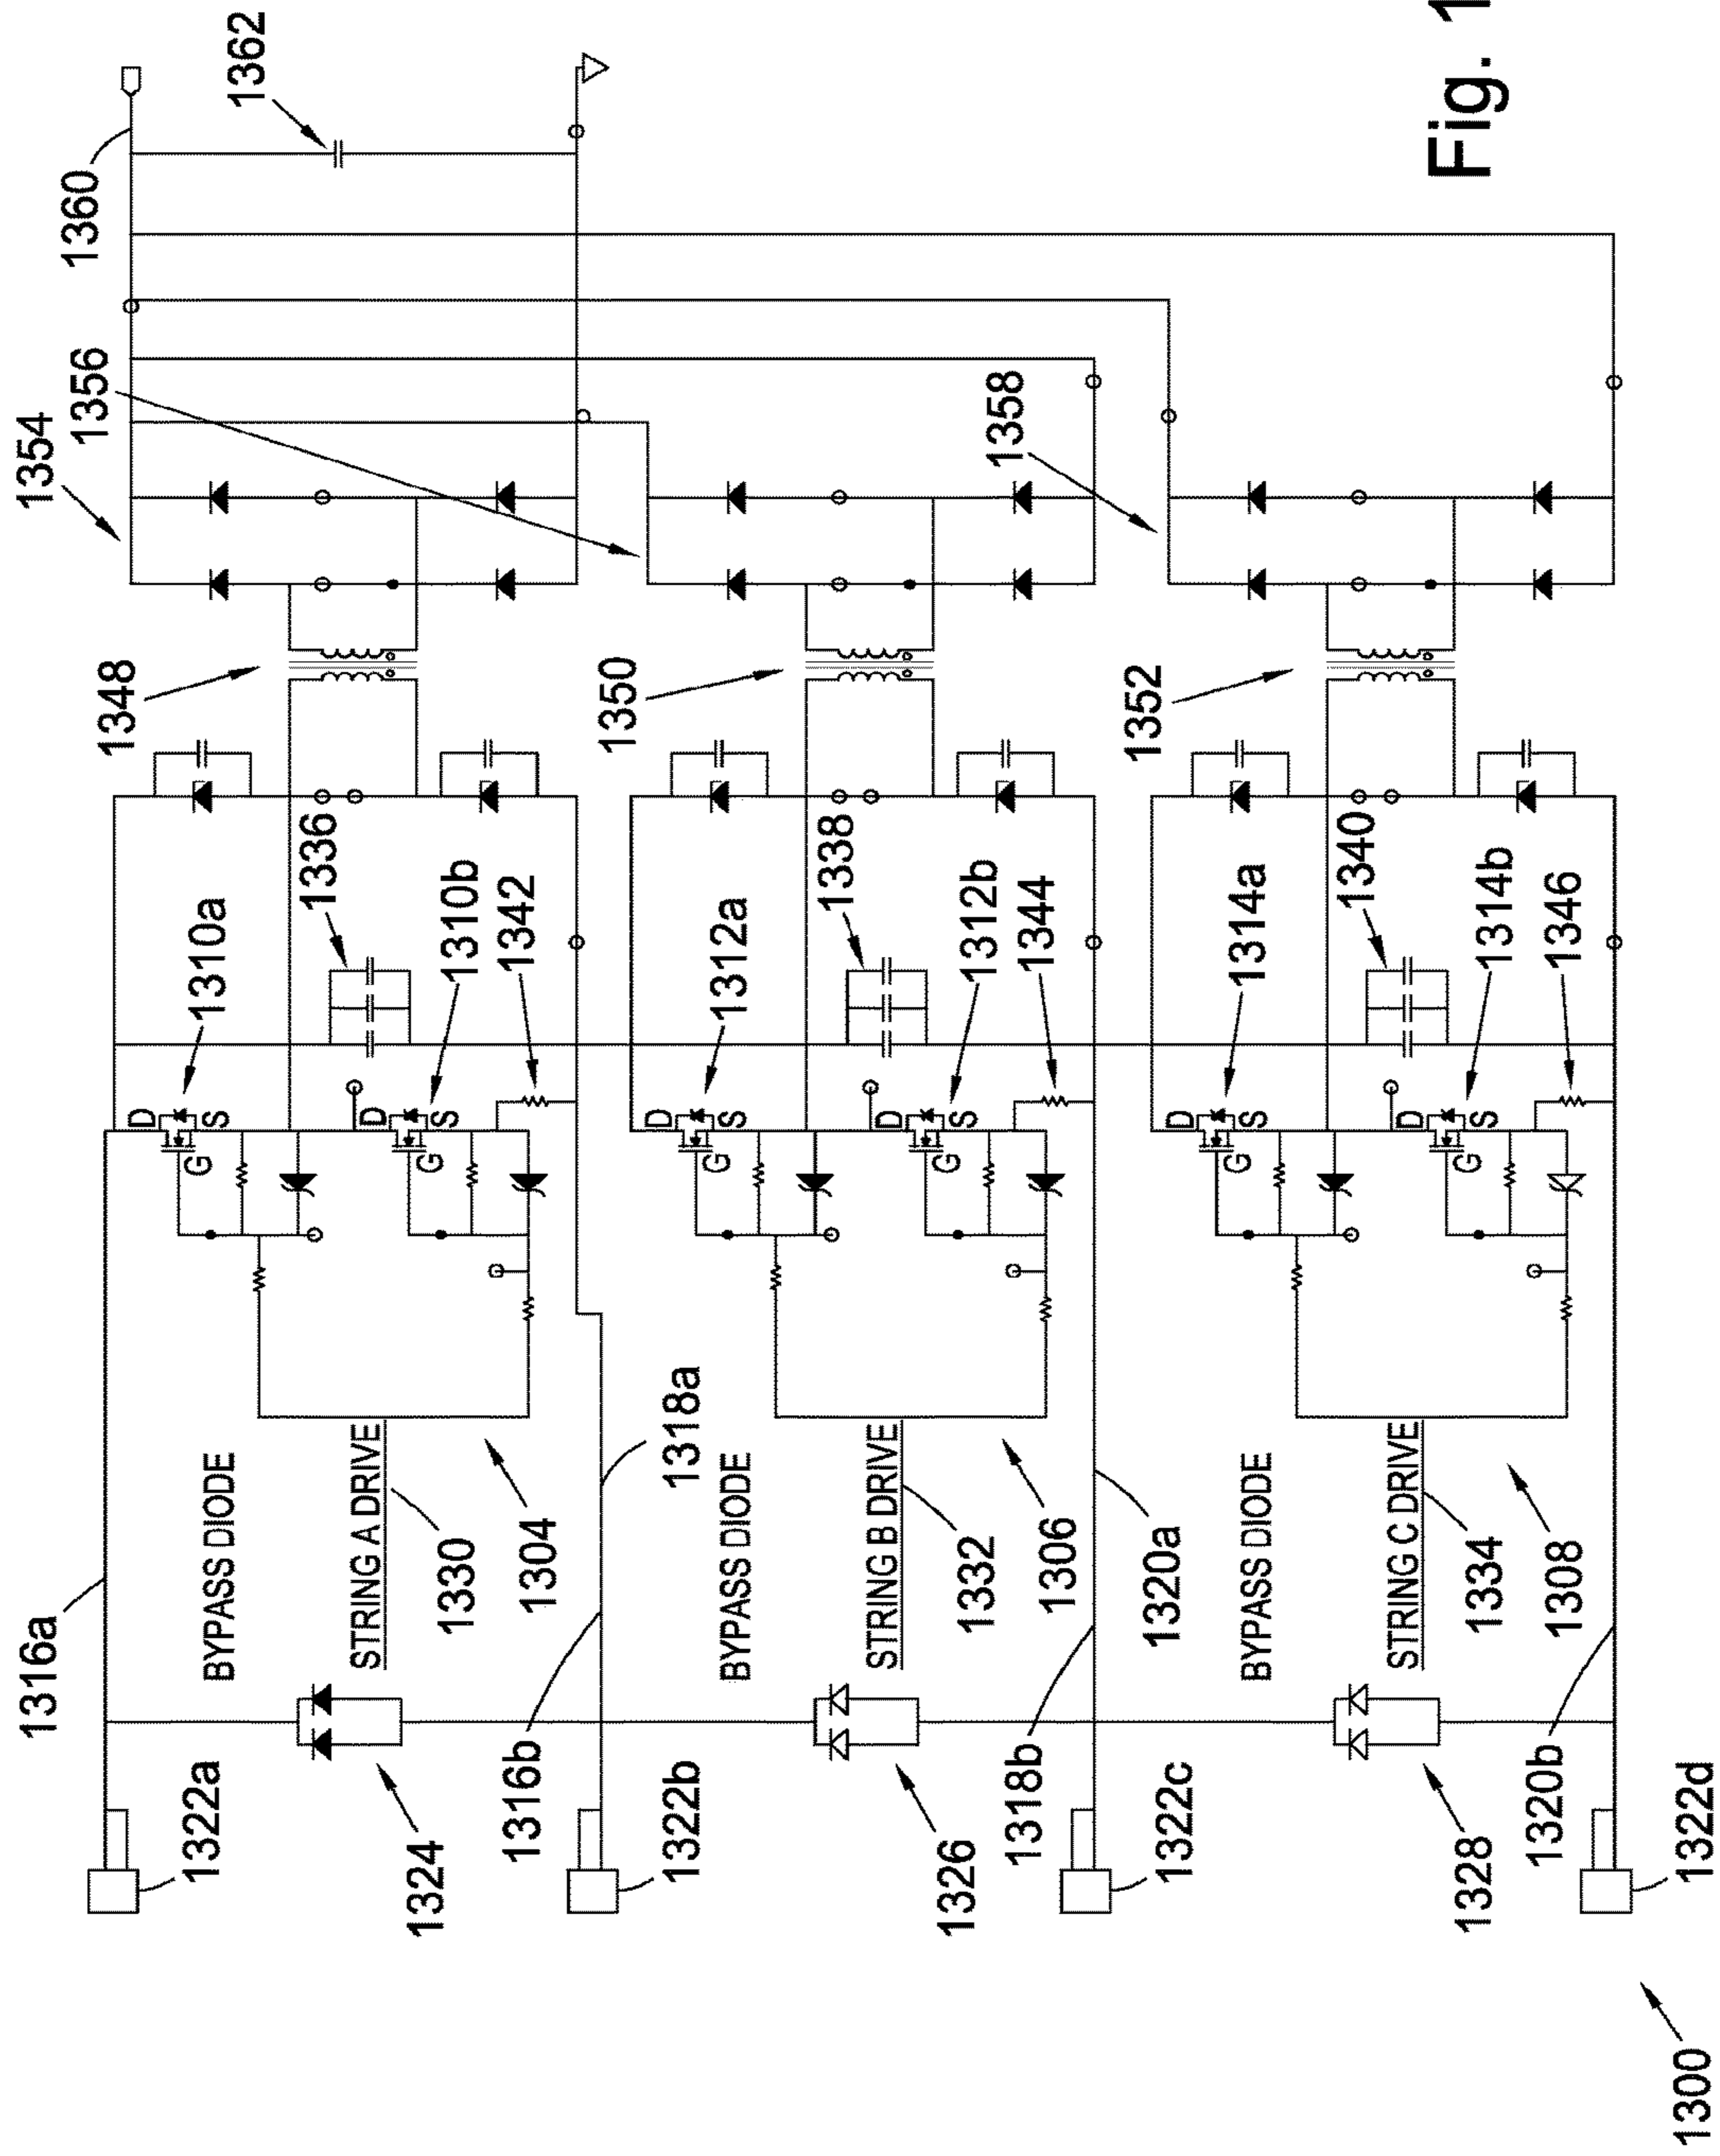 1300
1322a
1324
1322b
1326
1322c
1328
1322d
1316a
1316b
1318b
1320b
BYPASS DIODE
STRING A DRIVE
1330
1304
1318a
BYPASS DIODE
STRING B DRIVE
1332
1306
1320a
BYPASS DIODE
STRING C DRIVE
1334
1308
D
G
S
1310a
D
G
S
1310b
1336
1342
D
G
S
1312a
D
G
S
1312b
1338
1344
D
G
S
1314a
D
G
S
1314b
1340
1346
1348
1350
1352
1354
1356
1358
1360
1362
Fig. 1